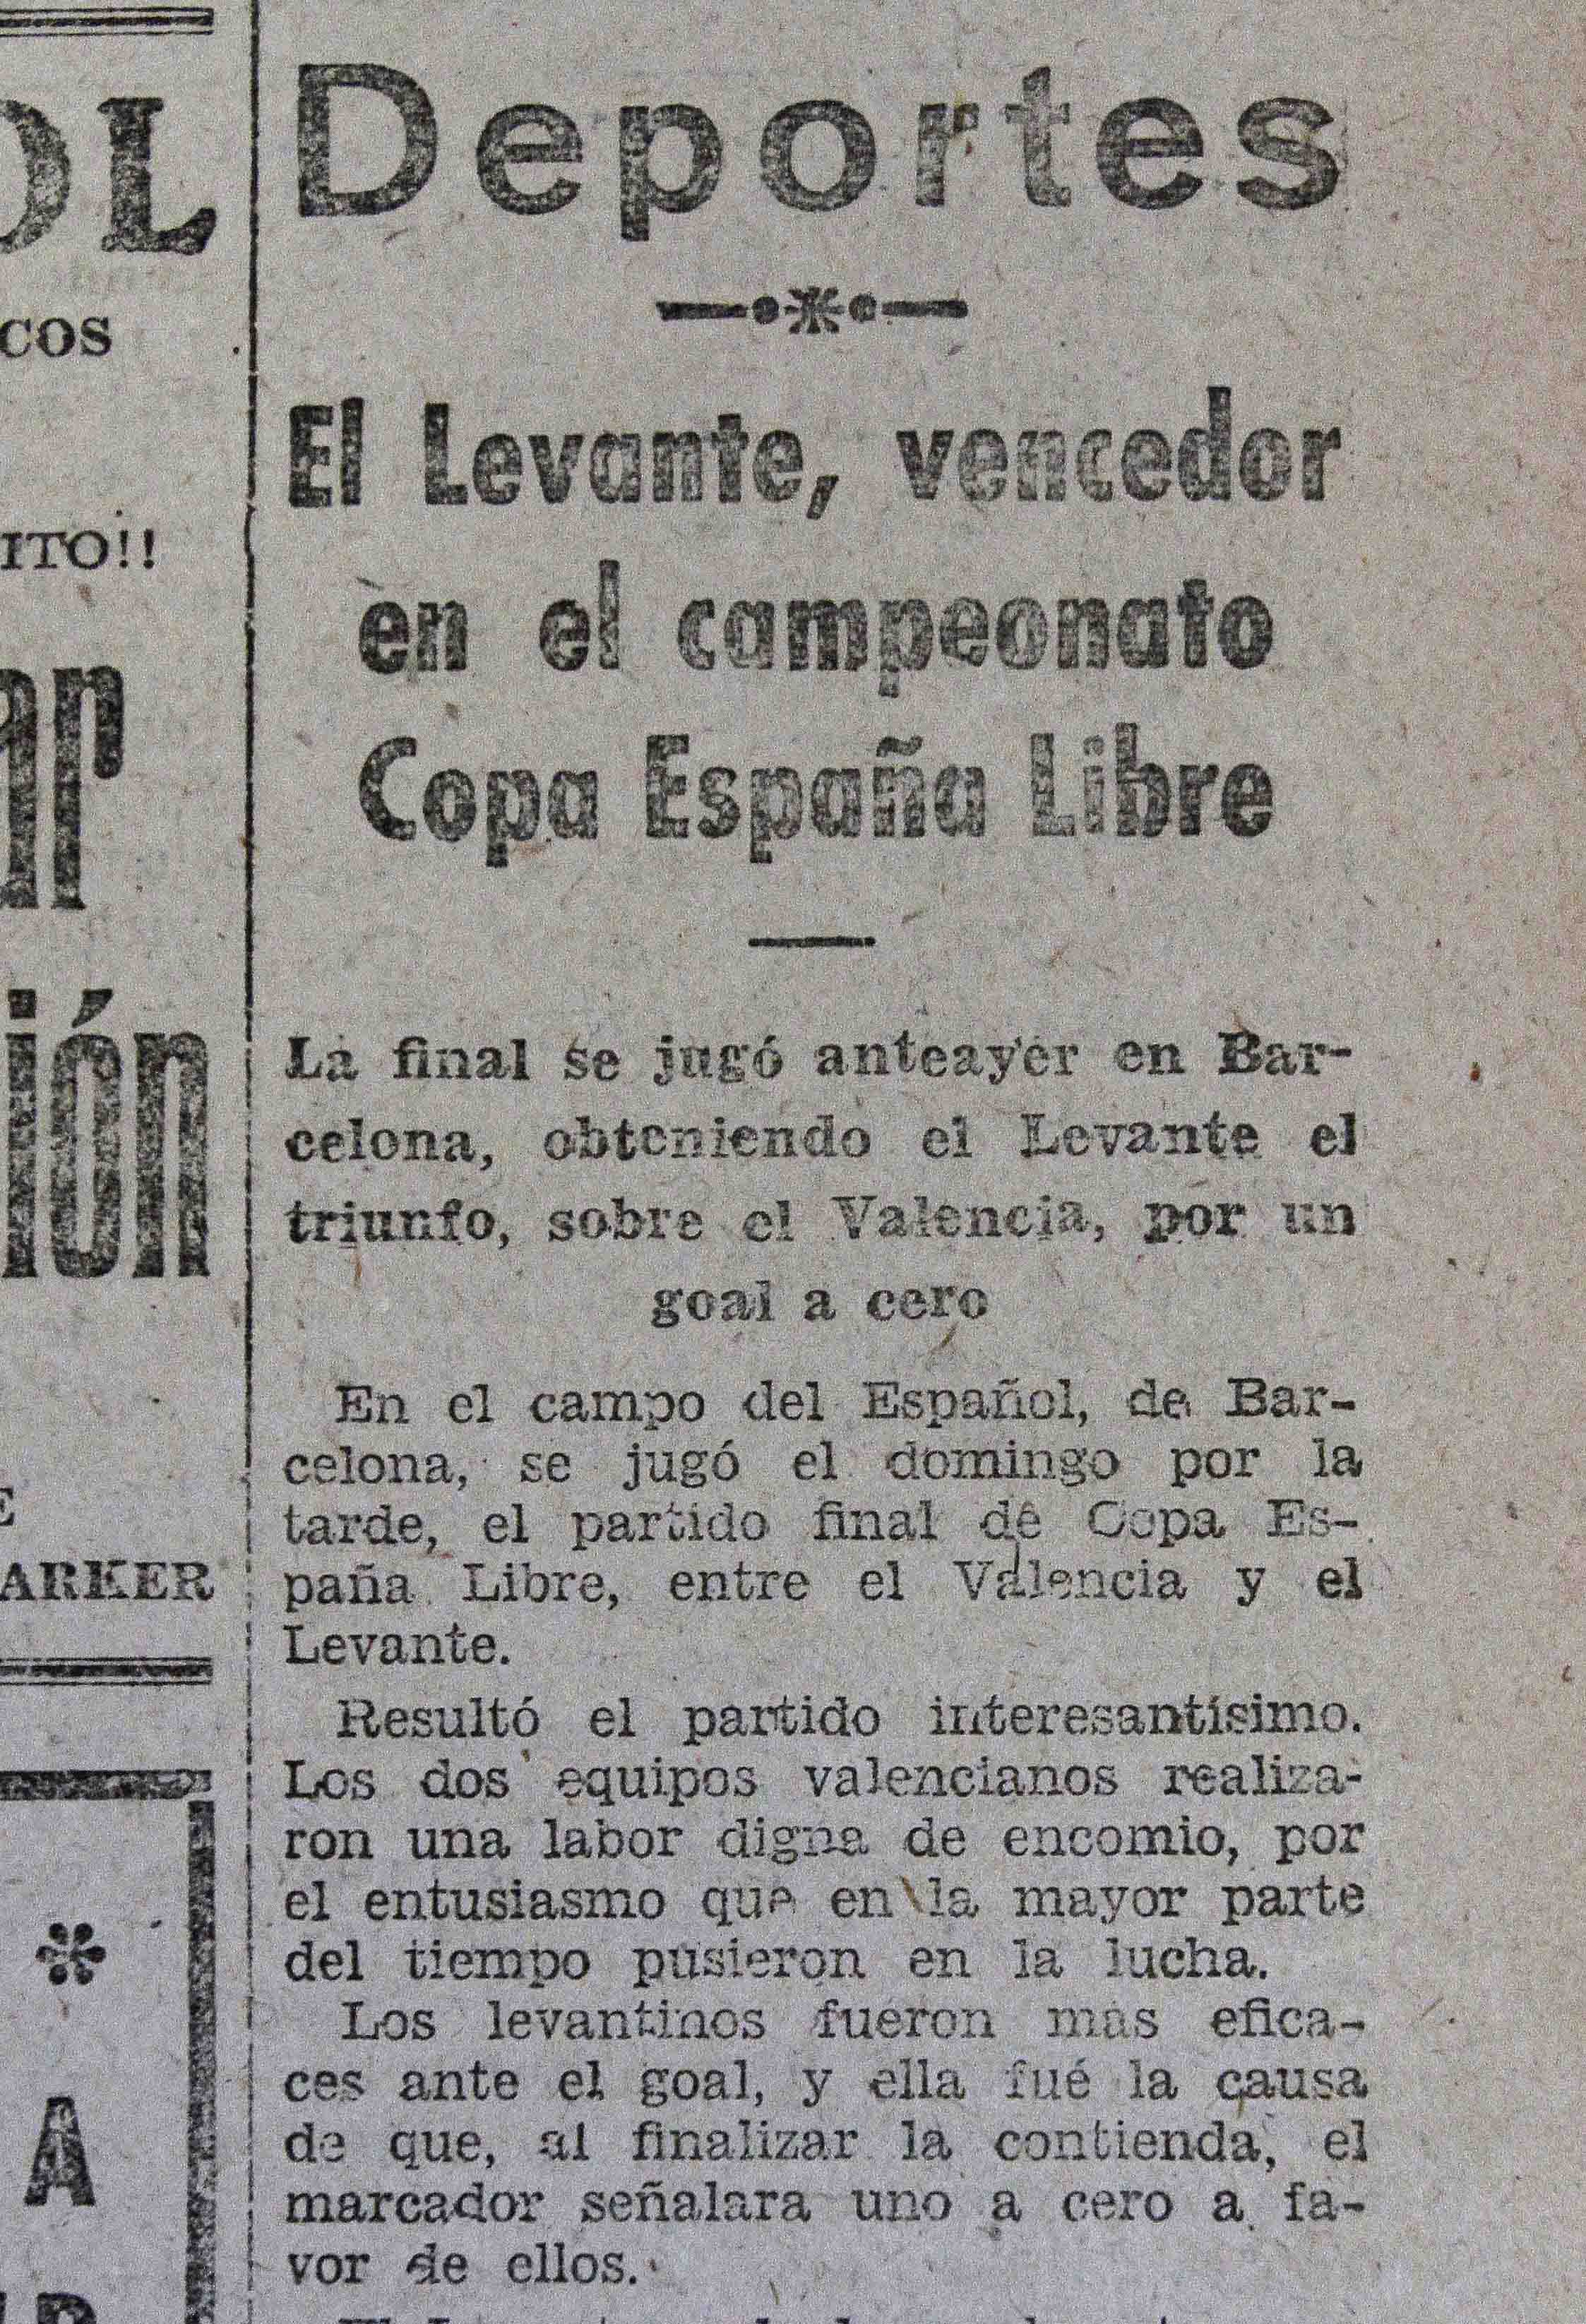 OL
COS
ITO!!
ar
ión
E
ARKER
A
Deportes
El Levante, vencedor
en el campeonato
Copa España Libre
La final se jugó anteayer en Bar-
celona, obteniendo el Levante el
triunfo, sobre el Valencia, por un
goal a cero
En el campo del Español, de Bar-
celona, se jugó el domingo por la
tarde, el partido final de Copa Es-
paña Libre, entre el Valencia y el
Levante.
Resultó el partido interesantísimo.
Los dos equipos valencianos realiza-
ron una labor digna de encomio, por
el entusiasmo que en la mayor parte
del tiempo pusieron en la lucha.
Los levantinos fueron más efica-
ces ante el goal, y ella fué la causa
de que, al finalizar la contienda, el
marcador señalara uno a cero a fa-
vor de ellos.